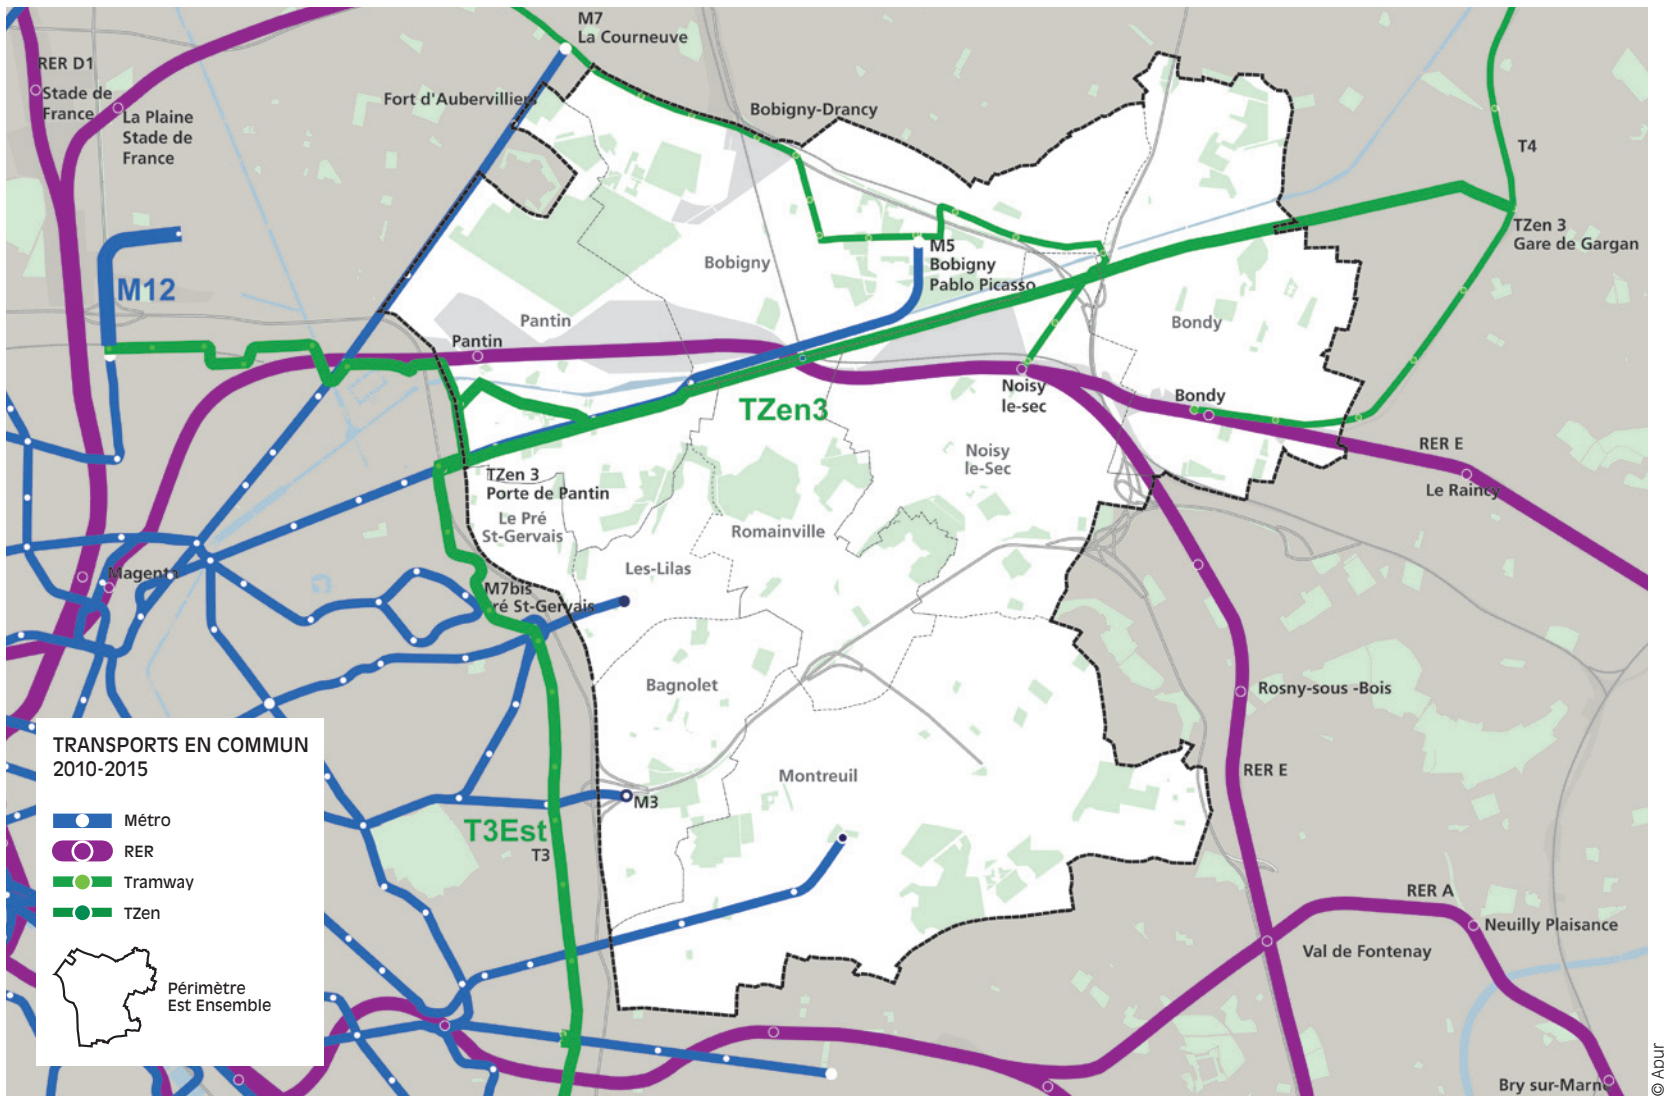 M7
La Courneuve
RER D1
Stade de
France
La Plaine
Stade de
France
Fort d'Aubervilliers
Bobigny-Drancy
T4
TZen 3
Gare de Gargan
M12
M5
Bobigny
Pablo Picasso
Bobigny
Pantin
Bondy
Pantin
Noisy
le-sec
Bondy
TZen3
RER E
Le Raincy
Noisy
le-Sec
TZen 3
Porte de Pantin
Le Pré
St-Gervais
Romainville
Les-Lilas
Magenta
M7bis
Pré St-Gervais
Bagnolet
Rosny-sous -Bois
RER E
Montreuil
M3
T3Est
T3
RER A
Neuilly Plaisance
Val de Fontenay
Bry sur-Marne
TRANSPORTS EN COMMUN
2010-2015
Métro
RER
Tramway
TZen
Périmètre
Est Ensemble
© Apur